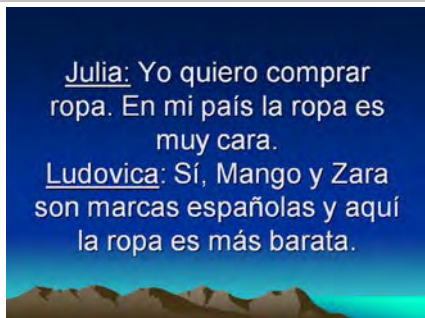 Julia: Yo quiero comprar
ropa. En mi país la ropa es
muy cara.
Ludovica: Sí, Mango y Zara
son marcas españolas y aquí
la ropa es más barata.